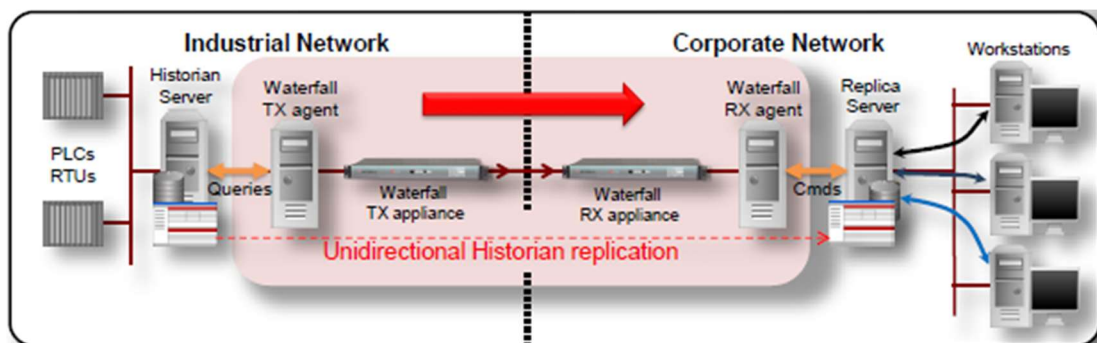 Industrial Network
Corporate Network
Workstations
Historian
Server
Waterfall
TX agent
Waterfall
RX agent
Replica
Server
PLCs
RTUs
Queries
Waterfall
TX appliance
Waterfall
RX appliance
Cmds
Unidirectional Historian replication